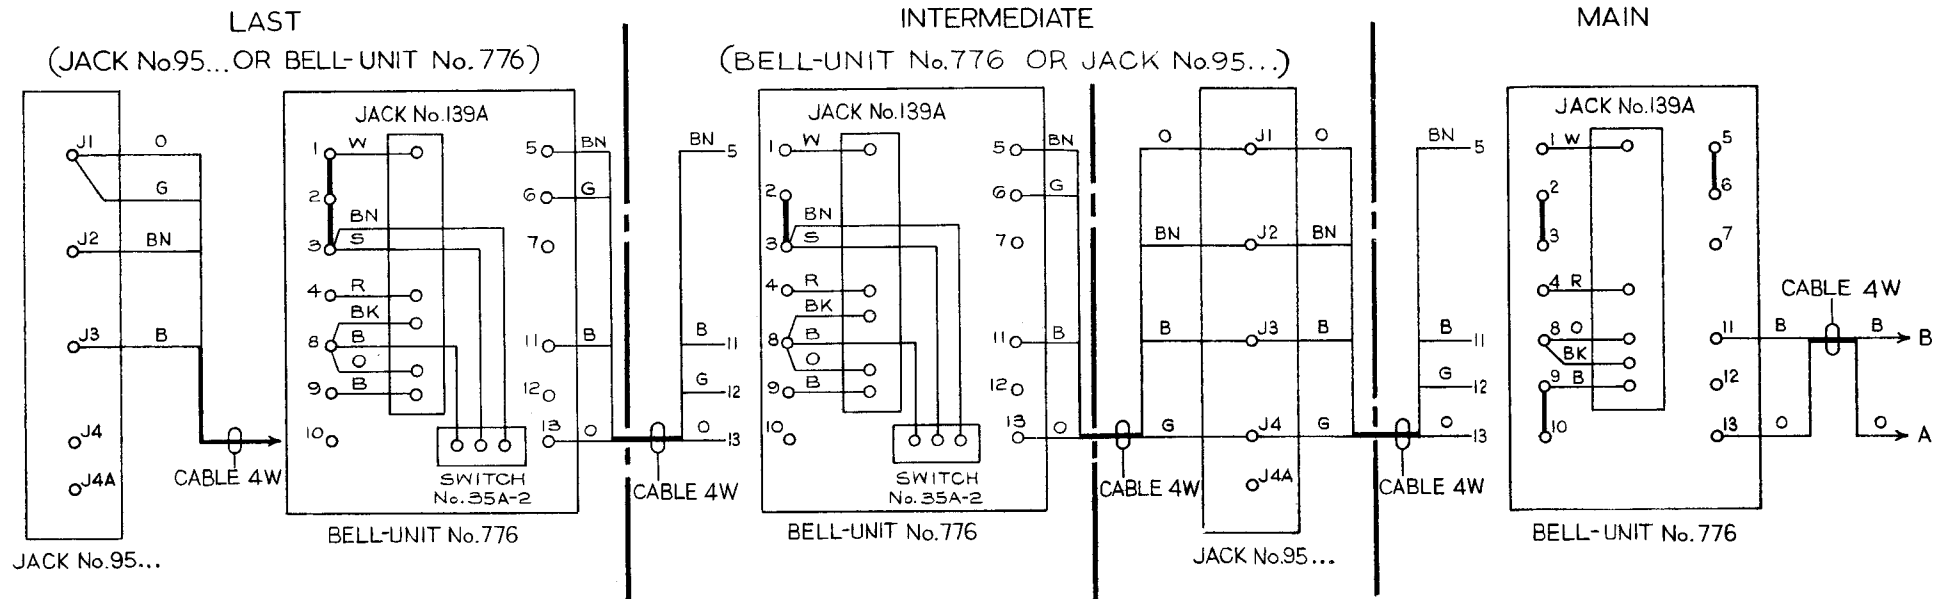 LAST
(JACK No.95... OR BELL-UNIT No.776)
INTERMEDIATE
(BELL-UNIT No.776 OR JACK No.95...)
MAIN
J1 O
G
J2 BN
J3 B
J4
J4A
CABLE 4W
JACK No.95...
JACK No.139A
1 W
2
BN
3 S
4 R
BK
8 B
O
9 B
10
5 BN
6 G
7
11 B
12
13 O
SWITCH
No.35A-2
BELL-UNIT No.776
CABLE 4W
BN 5
B 11
G 12
O 13
JACK No.139A
1 W
2
BN
3 S
4 R
BK
8 B
O
9 B
10
5 BN
6 G
7
11 B
12
13 O
SWITCH
No.35A-2
BELL-UNIT No.776
CABLE 4W
O J1 O
BN J2 BN
B J3 B
G J4 G
J4A
JACK No.95...
CABLE 4W
BN 5
B 11
G 12
O 13
JACK No.139A
1 W
2
3
4 R
8 O
BK
9 B
10
5
6
7
11 B B B
12
13 O O A
CABLE 4W
BELL-UNIT No.776